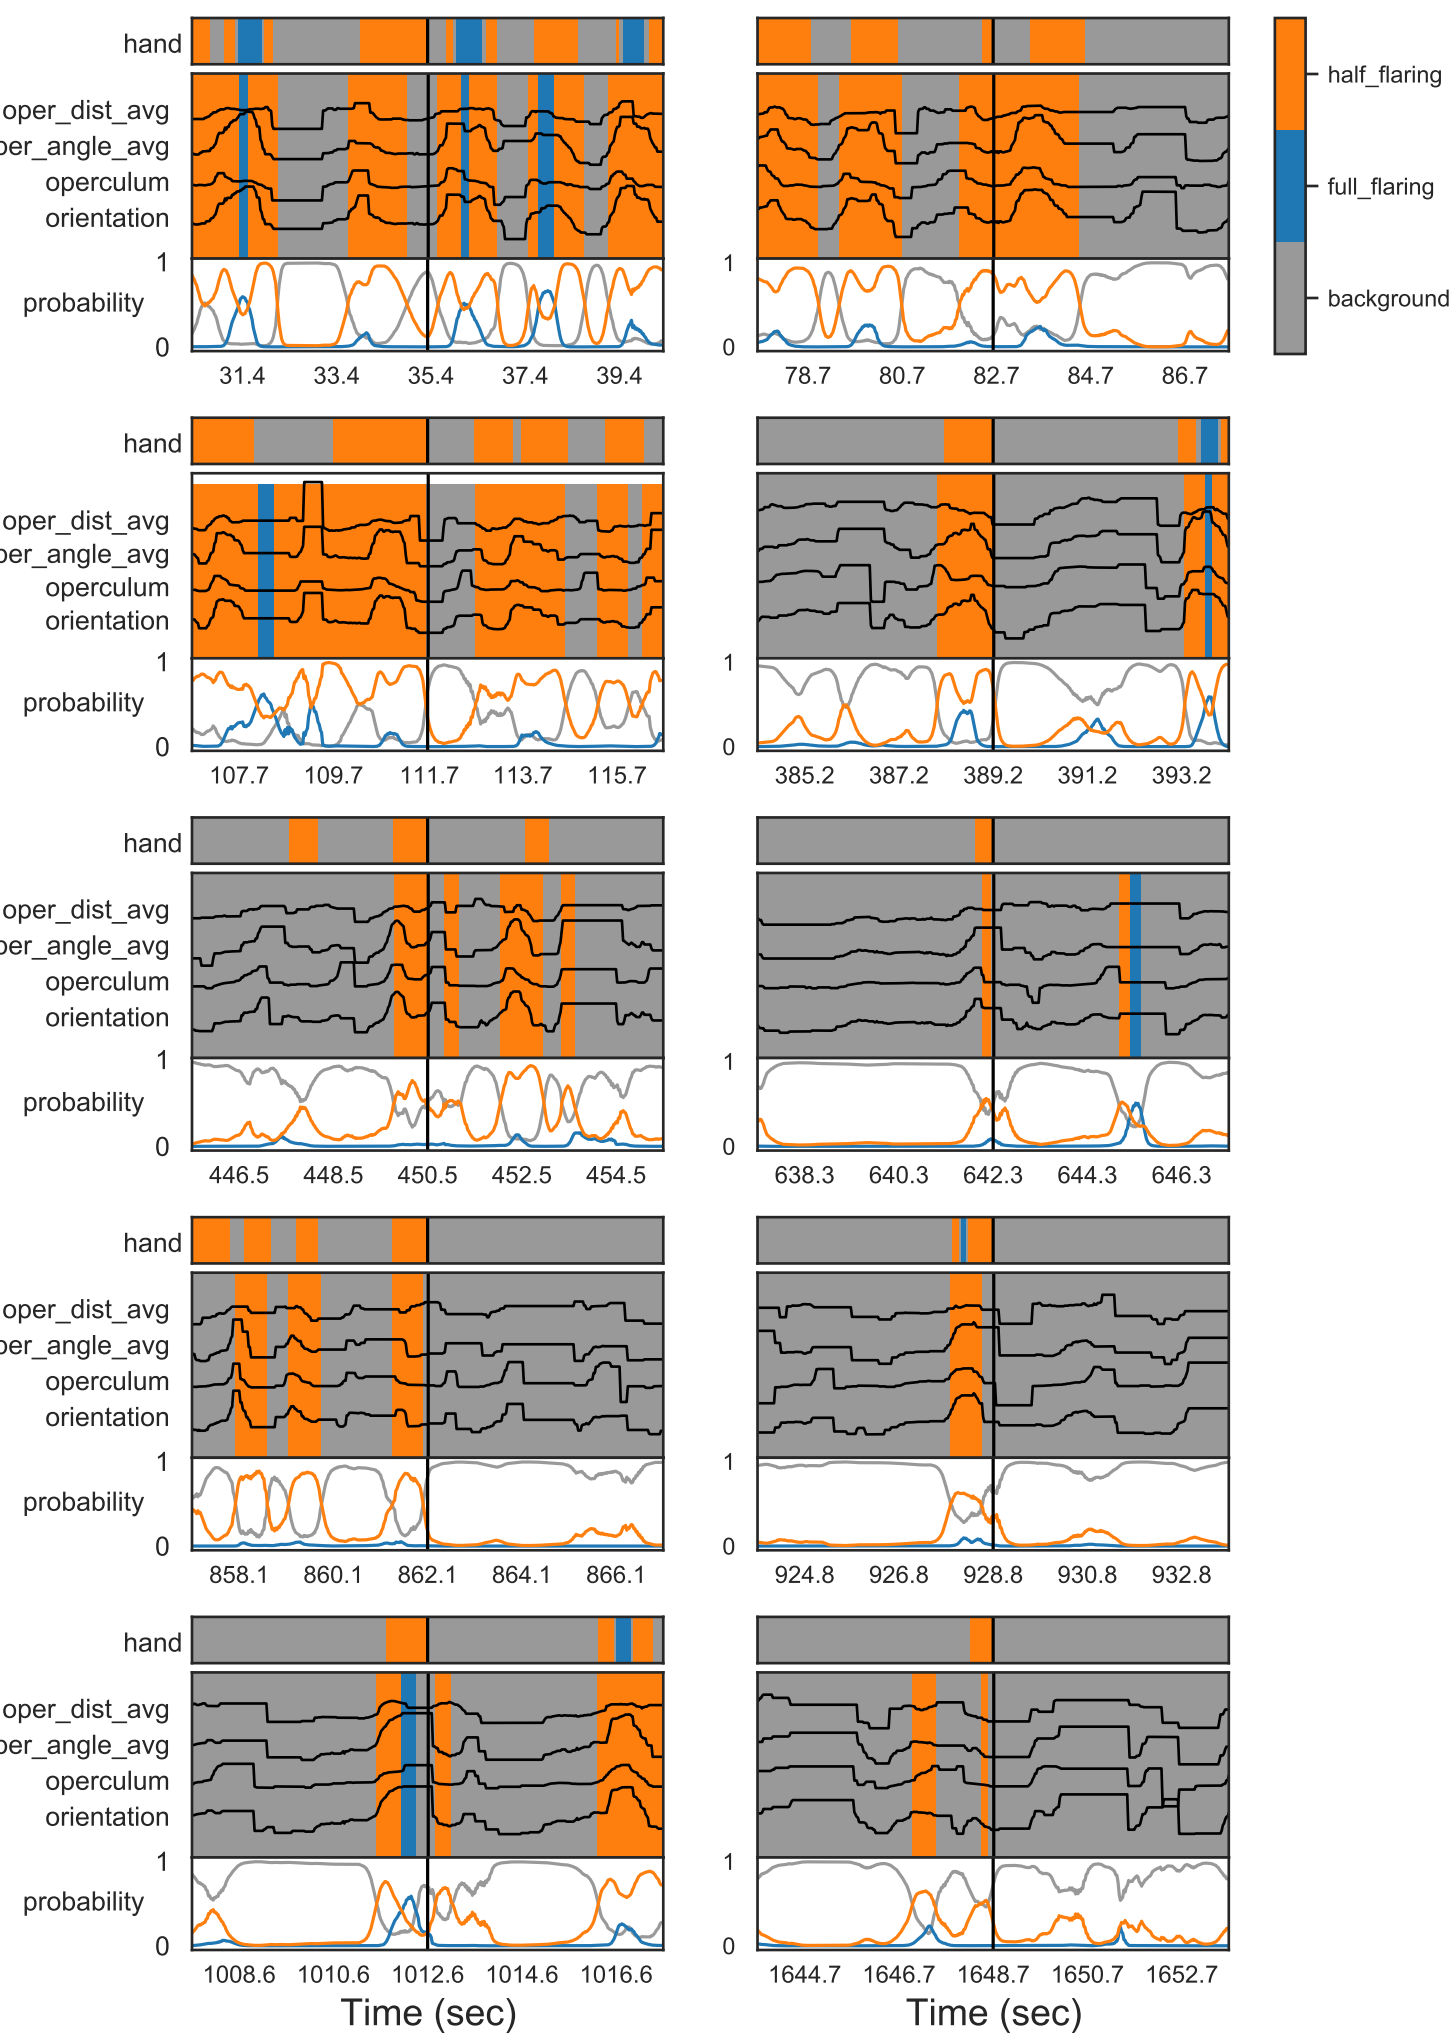 hand
oper_dist_avg
per_angle_avg
operculum
orientation
1
probability
0
31.4 33.4 35.4 37.4 39.4
1
0
78.7 80.7 82.7 84.7 86.7
half_flaring
full_flaring
background
hand
oper_dist_avg
per_angle_avg
operculum
orientation
1
probability
0
107.7 109.7 111.7 113.7 115.7
1
0
385.2 387.2 389.2 391.2 393.2
hand
oper_dist_avg
per_angle_avg
operculum
orientation
1
probability
0
446.5 448.5 450.5 452.5 454.5
1
0
638.3 640.3 642.3 644.3 646.3
hand
oper_dist_avg
per_angle_avg
operculum
orientation
1
probability
0
858.1 860.1 862.1 864.1 866.1
1
0
924.8 926.8 928.8 930.8 932.8
hand
oper_dist_avg
per_angle_avg
operculum
orientation
1
probability
0
1008.6 1010.6 1012.6 1014.6 1016.6
Time (sec)
1
0
1644.7 1646.7 1648.7 1650.7 1652.7
Time (sec)